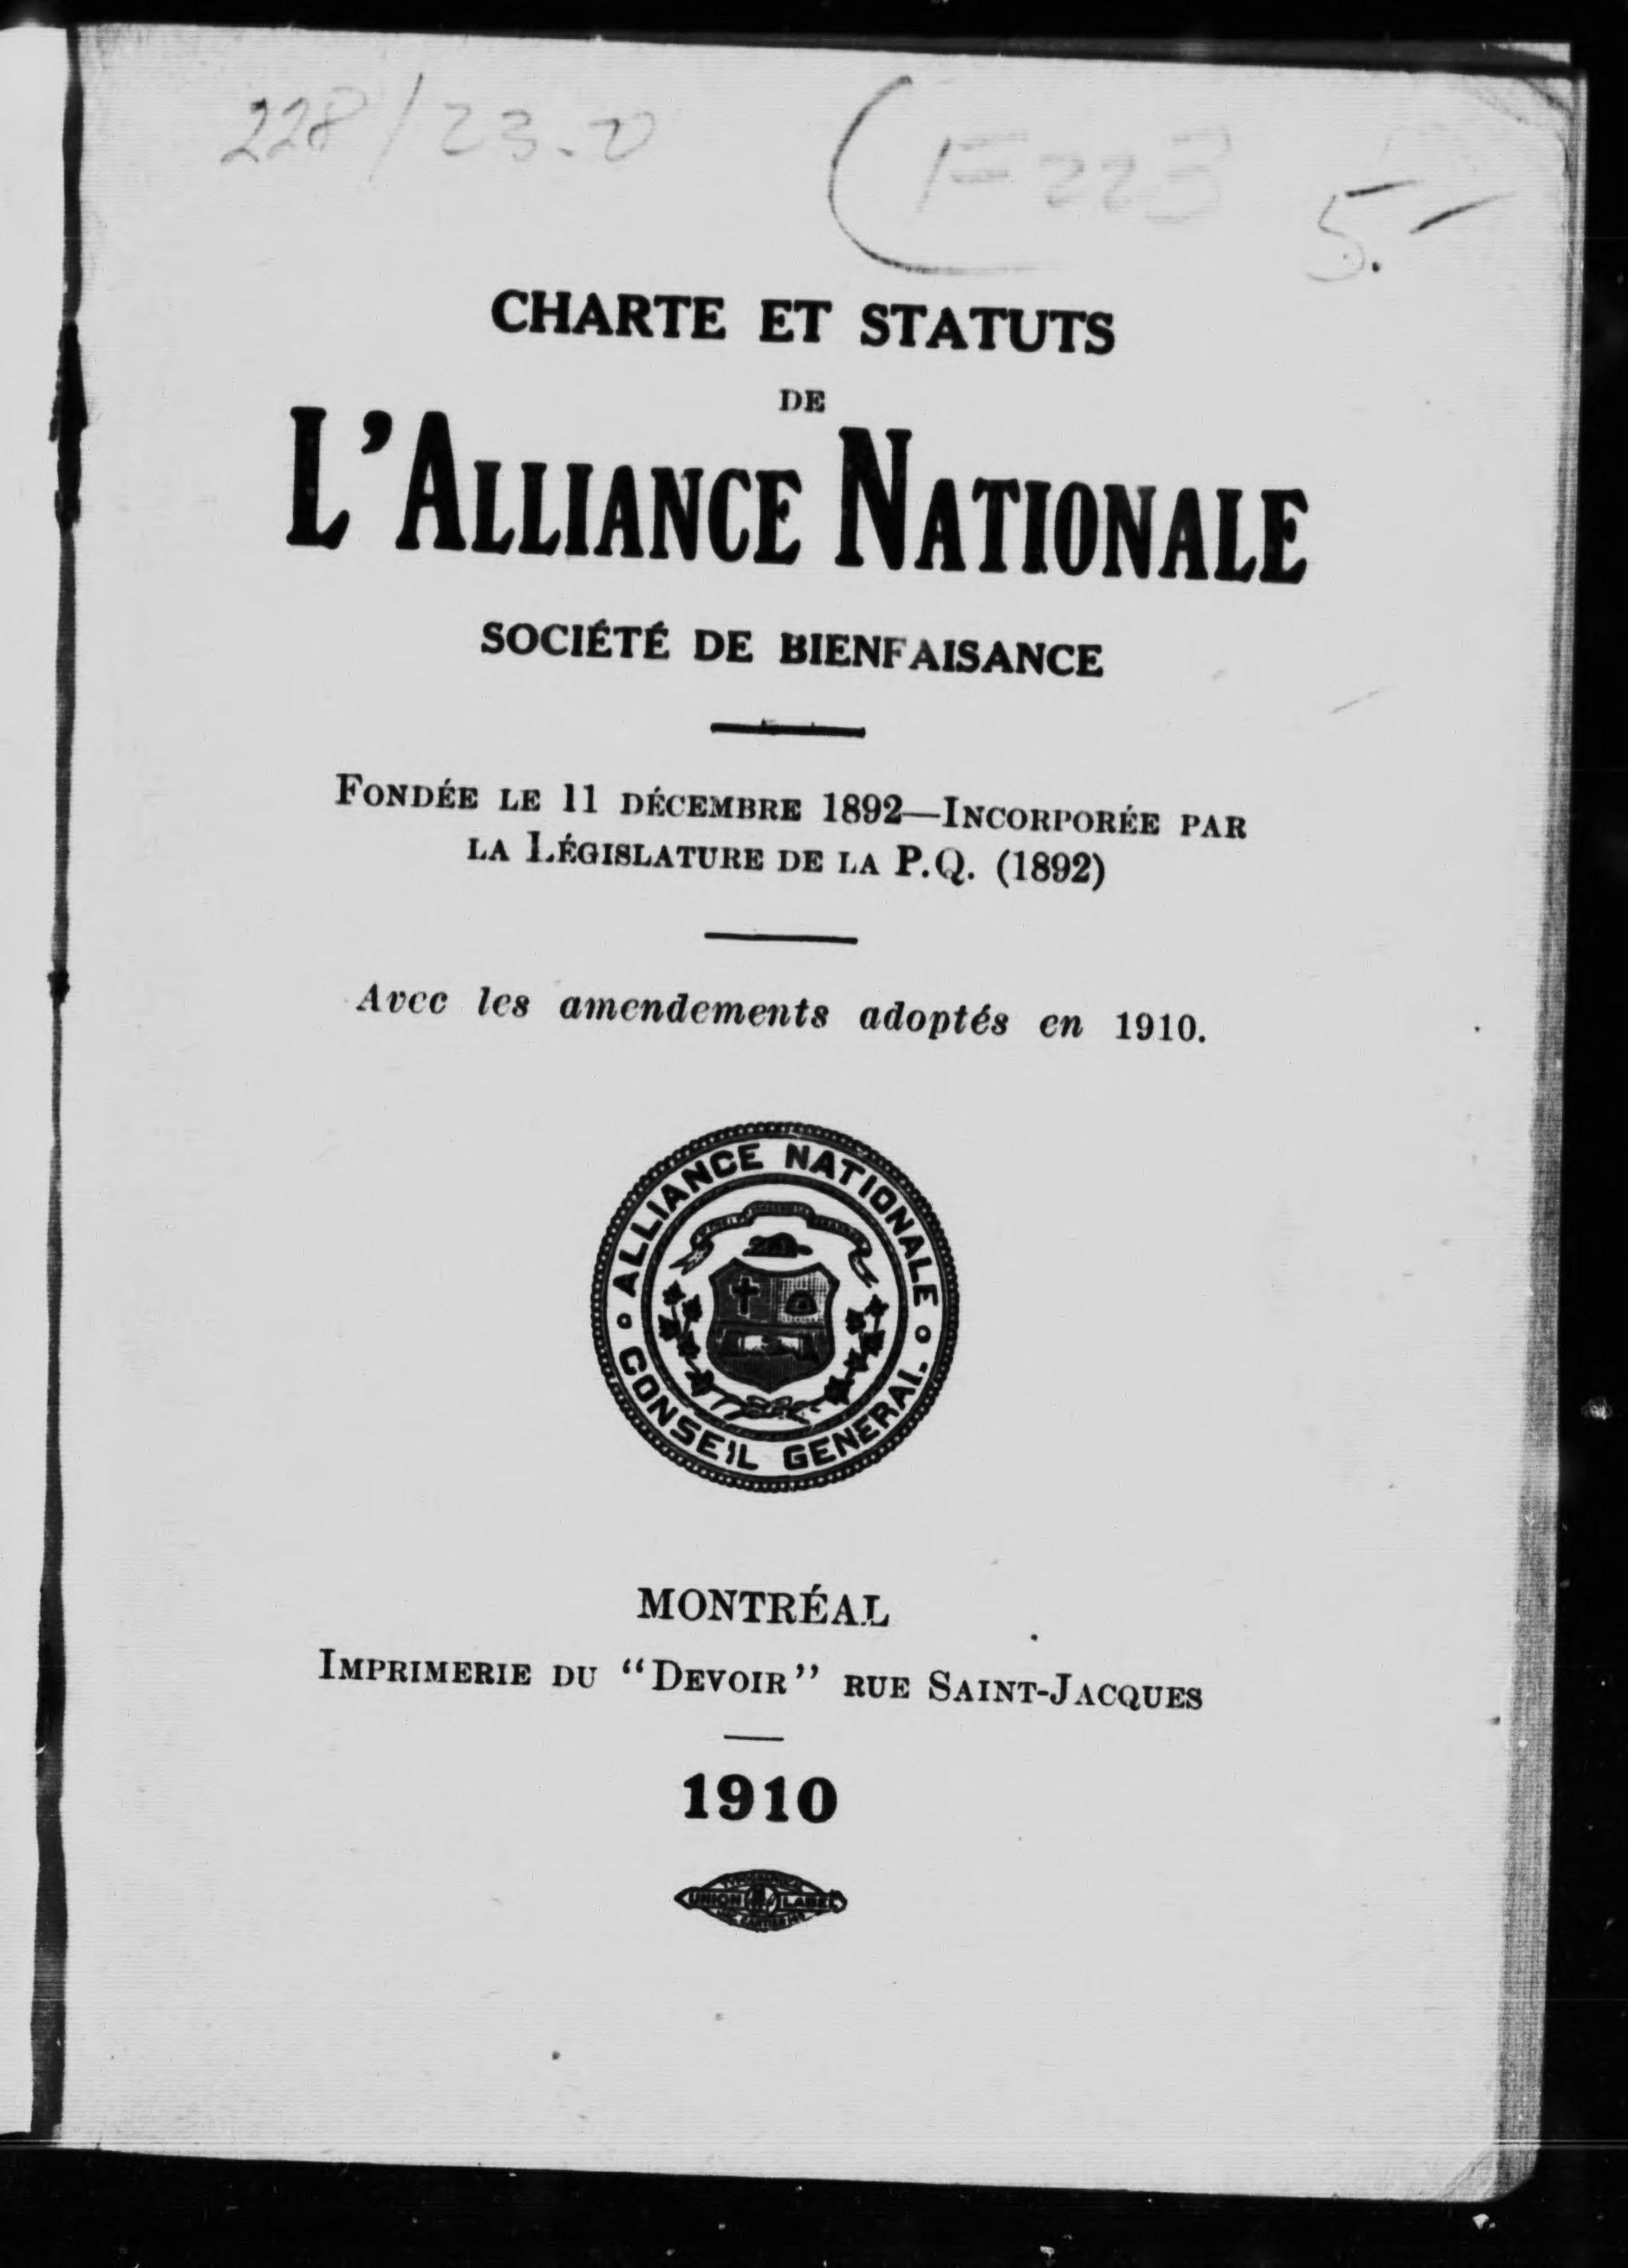 228/23-0
F223
5.-
CHARTE ET STATUTS
DE
L'ALLIANCE NATIONALE
SOCIÉTÉ DE BIENFAISANCE
FONDÉE LE 11 DÉCEMBRE 1892—INCORPORÉE PAR
LA LÉGISLATURE DE LA P.Q. (1892)
Avec les amendements adoptés en 1910.
ALLIANCE NATIONALE
CONSEIL GENERAL
MONTRÉAL
IMPRIMERIE DU “DEVOIR” RUE SAINT-JACQUES
1910
UNION LABEL